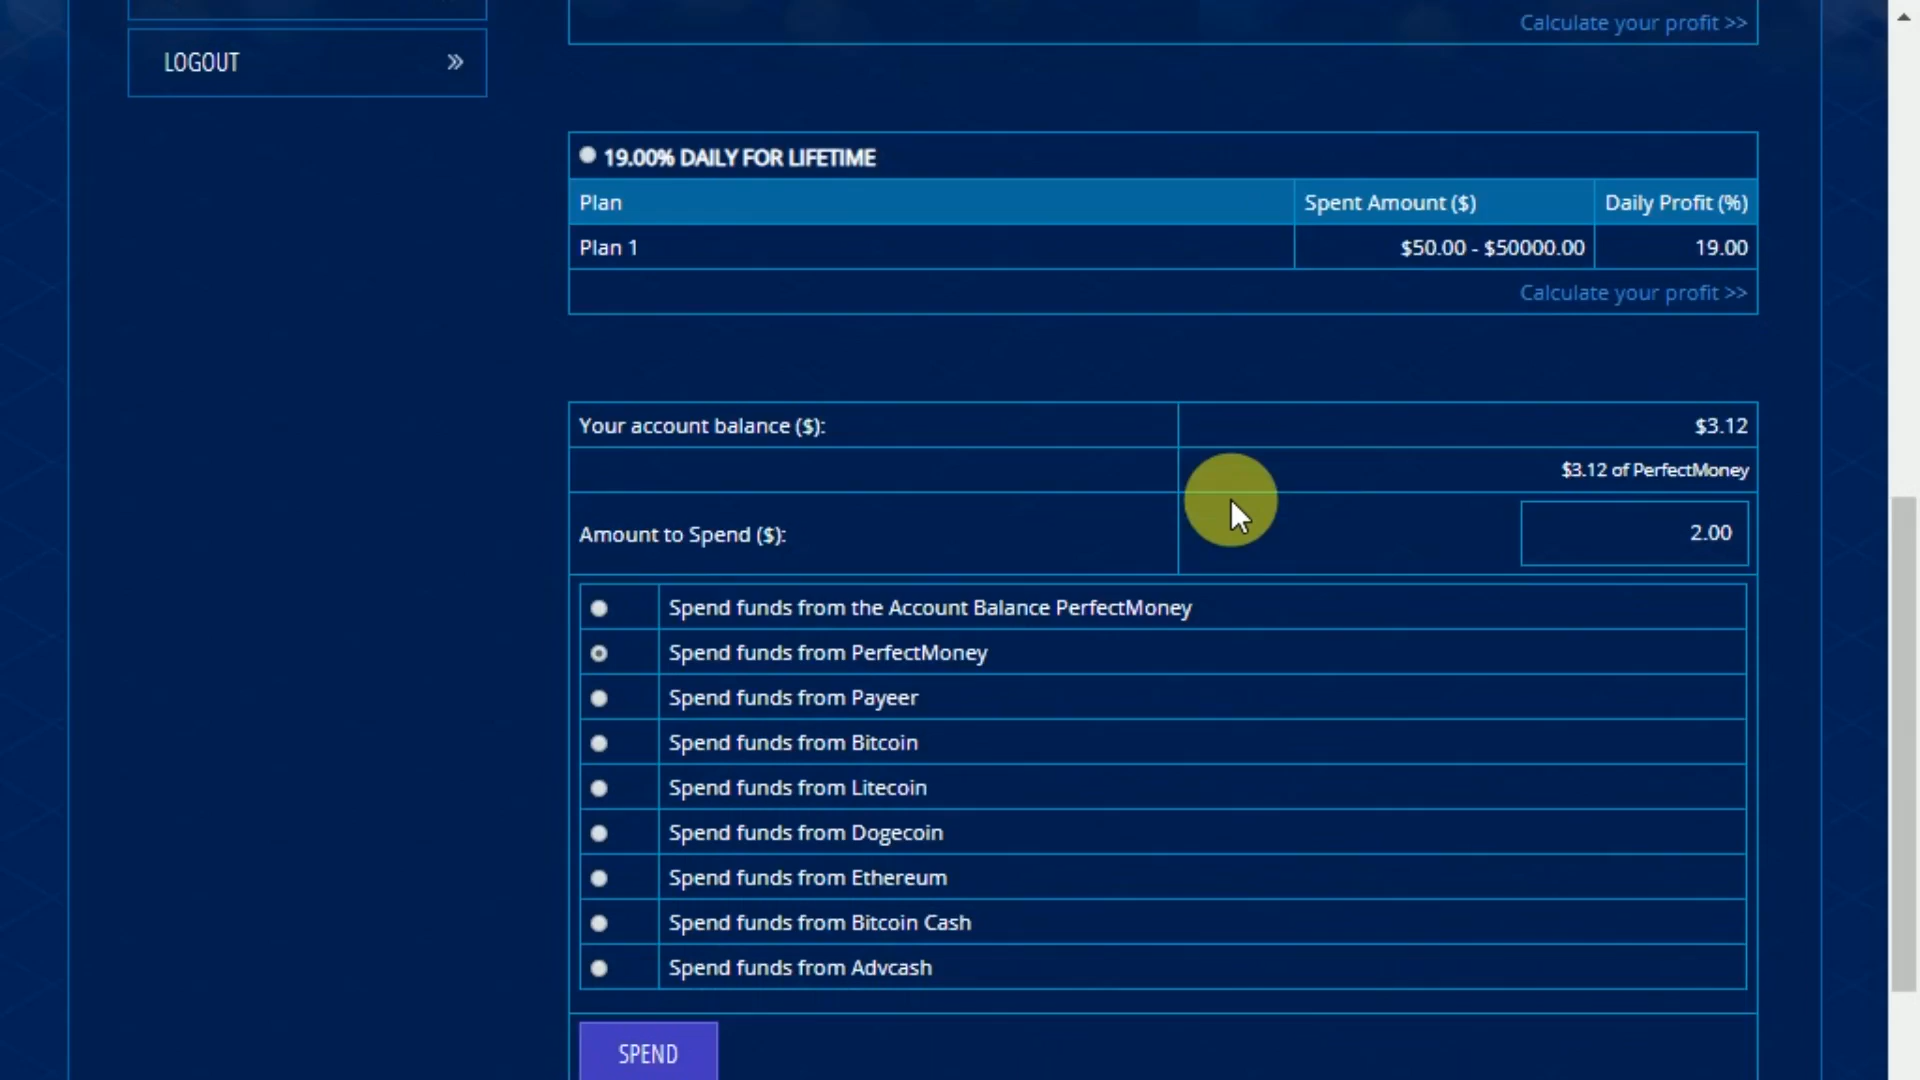 Calculate your profit >>
LOGOUT »
19.00% DAILY FOR LIFETIME
Plan Spent Amount ($) Daily Profit (%)
Plan 1 $50.00 - $50000.00 19.00
Calculate your profit >>
Your account balance ($): $3.12
$3.12 of PerfectMoney
Amount to Spend ($): 2.00
Spend funds from the Account Balance PerfectMoney
Spend funds from PerfectMoney
Spend funds from Payeer
Spend funds from Bitcoin
Spend funds from Litecoin
Spend funds from Dogecoin
Spend funds from Ethereum
Spend funds from Bitcoin Cash
Spend funds from Advcash
SPEND